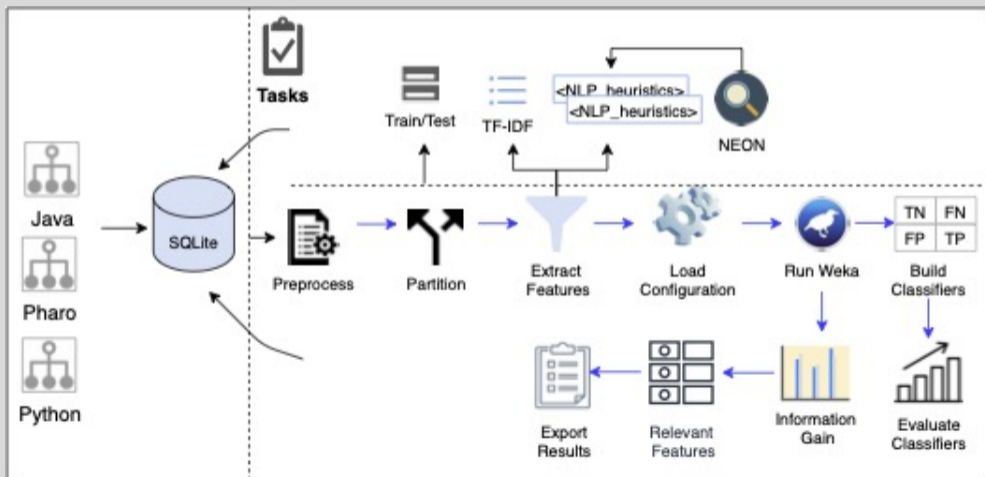 Tasks
Train/Test
TF-IDF
<NLP_heuristics>
<NLP_heuristics>
NEON
Java
Pharo
Python
SQLite
Preprocess
Partition
Extract
Features
Load
Configuration
Run Weka
TN FN
FP TP
Build
Classifiers
Export
Results
Relevant
Features
Information
Gain
Evaluate
Classifiers